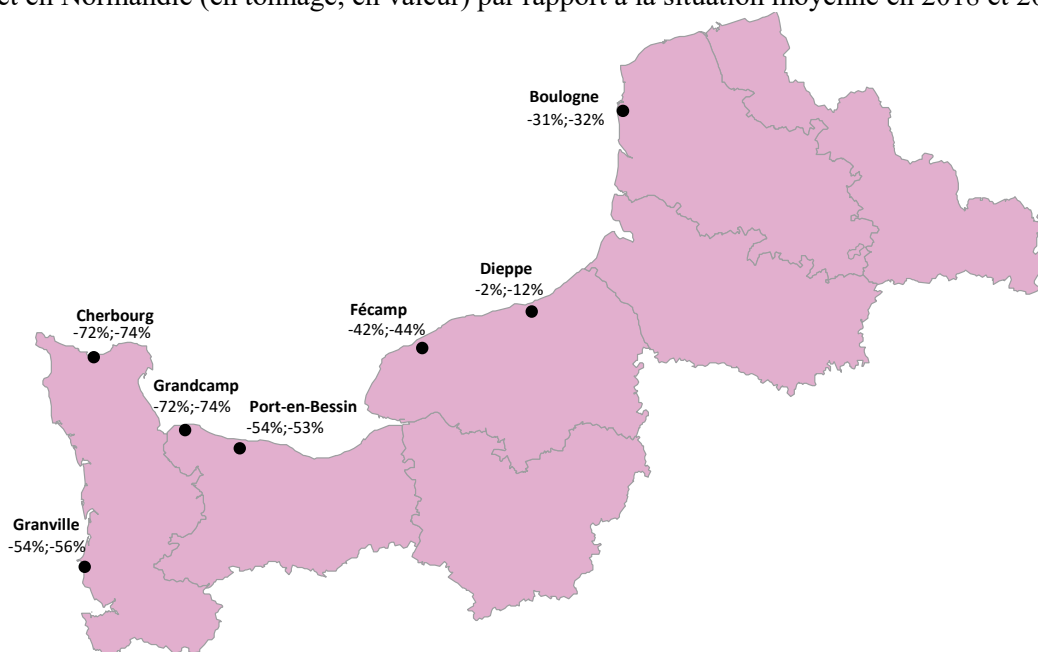 et en Normandie (en tonnage, en valeur) par rapport à la situation moyenne en 2018 et 20
Boulogne
-31%;-32%
Dieppe
-2%;-12%
Fécamp
-42%;-44%
Cherbourg
-72%;-74%
Grandcamp
-72%;-74%
Port-en-Bessin
-54%;-53%
Granville
-54%;-56%